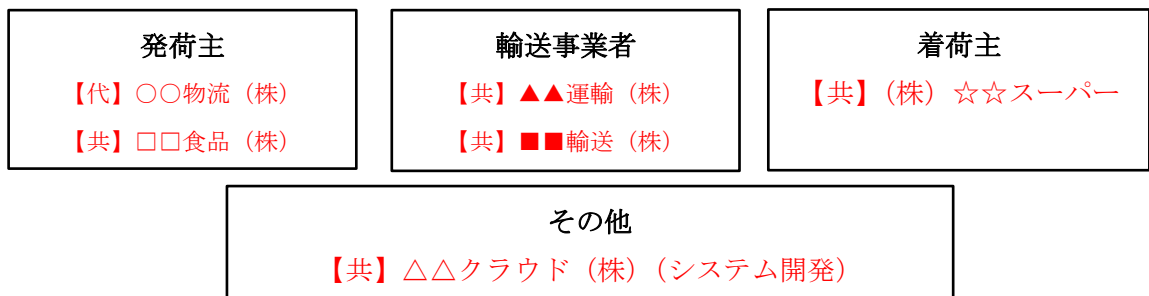 発荷主
【代】○○物流（株）
【共】□□食品（株）
輸送事業者
【共】▲▲運輸（株）
【共】■■輸送（株）
着荷主
【共】（株）☆☆スーパー
その他
【共】△△クラウド（株）（システム開発）